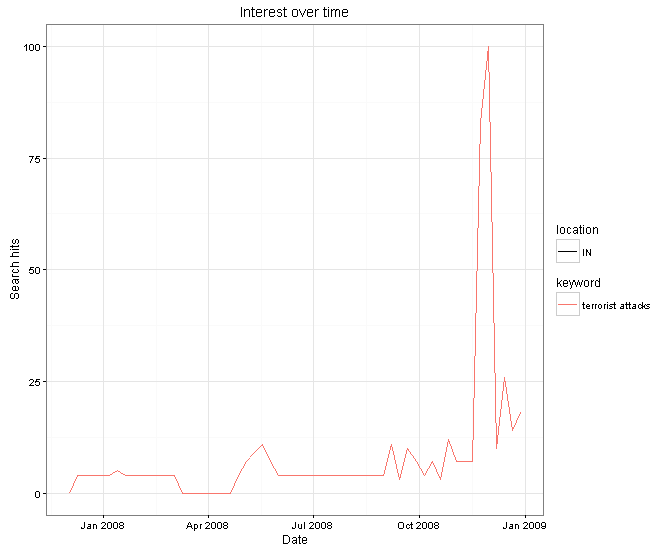 Interest over time
100
75
50
25
0
Search hits
Jan 2008
Apr 2008
Jul 2008
Oct 2008
Jan 2009
Date
location
IN
keyword
terrorist attacks